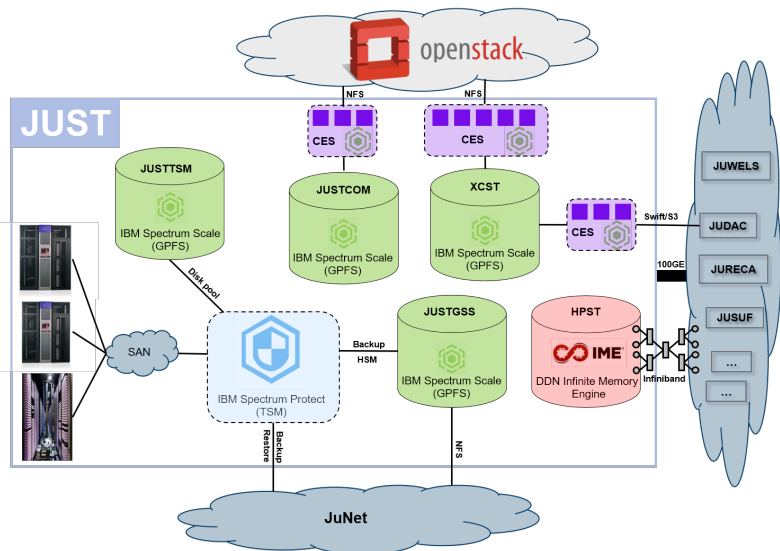 openstack
NFS
NFS
JUST
CES
CES
JUSTTSM
IBM Spectrum Scale
(GPFS)
JUSTCOM
IBM Spectrum Scale
(GPFS)
XCST
IBM Spectrum Scale
(GPFS)
CES
Swift/S3
JUWELS
JUDAC
100GE
JURECA
JUSUF
...
...
Disk pool
SAN
IBM Spectrum Protect
(TSM)
Backup
HSM
JUSTGSS
IBM Spectrum Scale
(GPFS)
HPST
IME
DDN Infinite Memory
Engine
Infiniband
Backup
Restore
NFS
JuNet